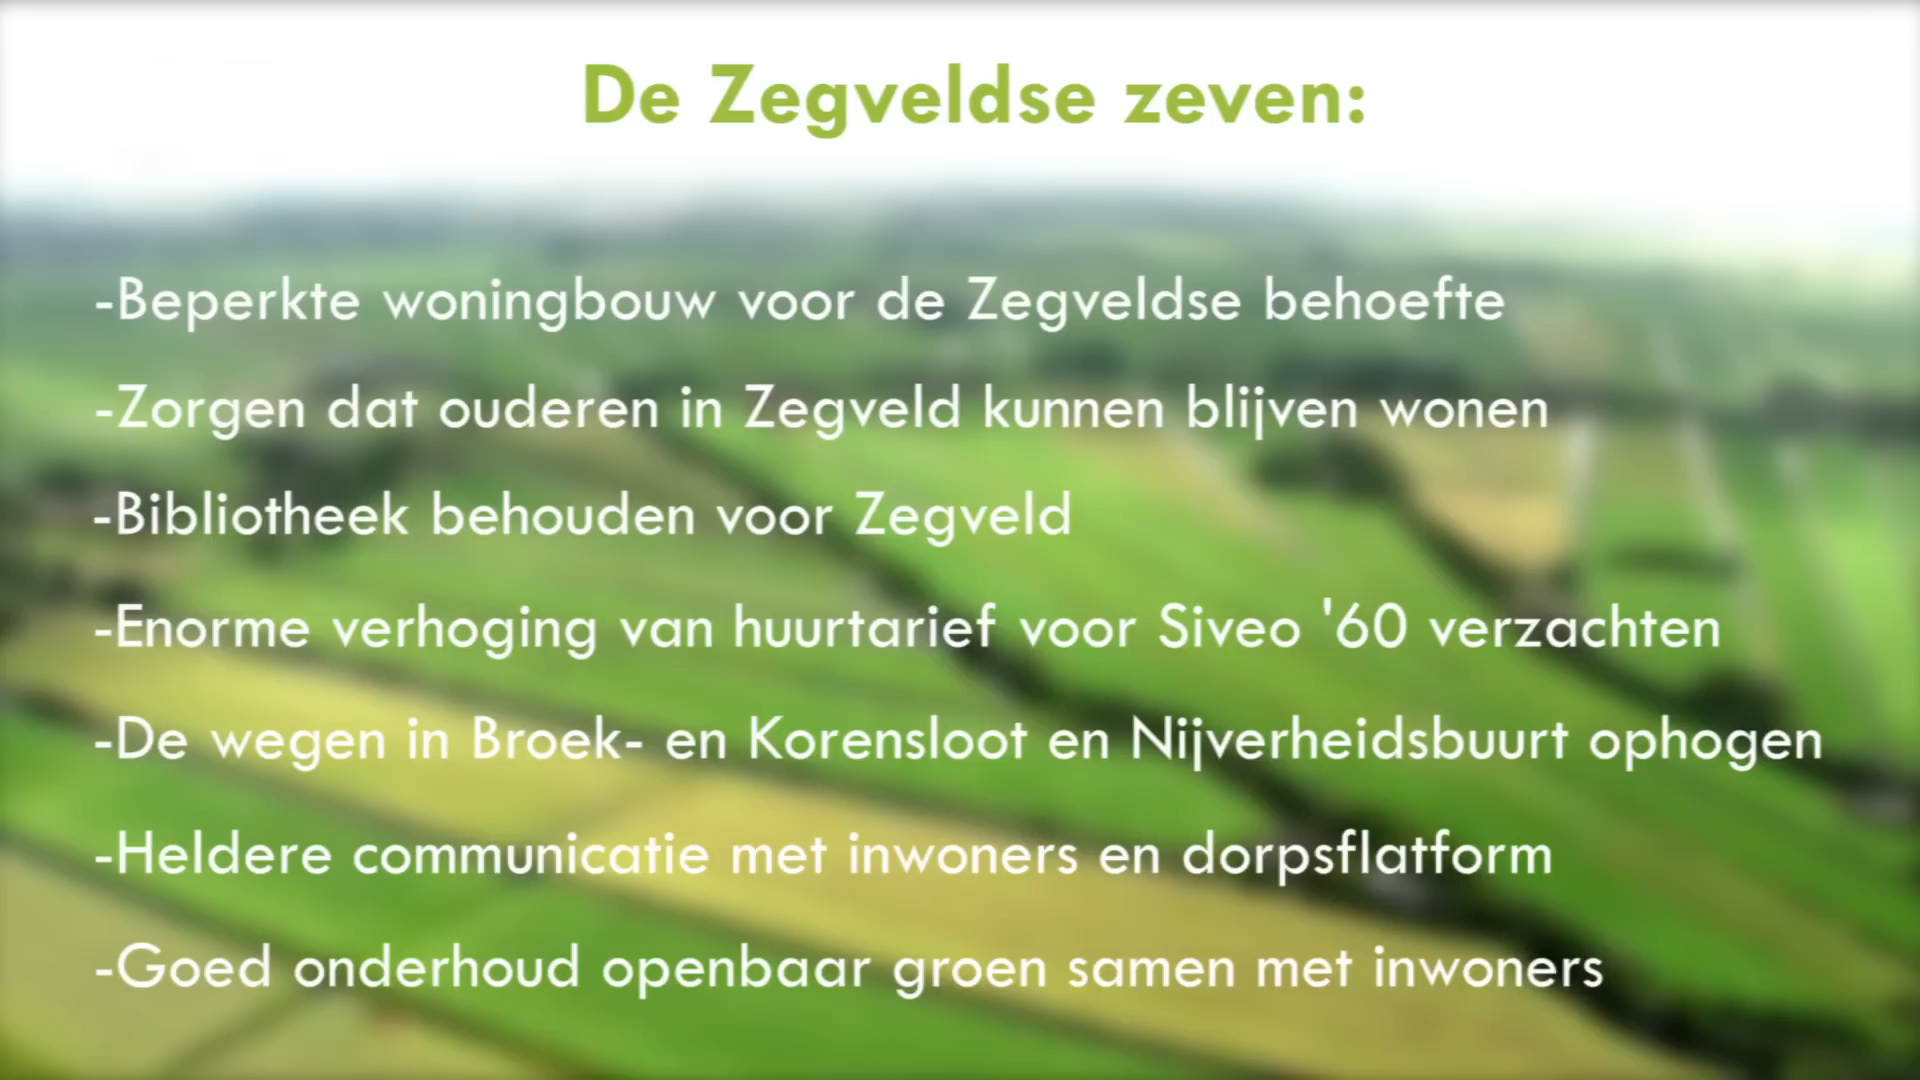 De Zegveldse zeven:
-Beperkte woningbouw voor de Zegveldse behoefte
-Zorgen dat ouderen in Zegveld kunnen blijven wonen
-Bibliotheek behouden voor Zegveld
-Enorme verhoging van huurtarief voor Siveo '60 verzachten
-De wegen in Broek- en Korensloot en Nijverheidsbuurt ophogen
-Heldere communicatie met inwoners en dorpsflatform
-Goed onderhoud openbaar groen samen met inwoners